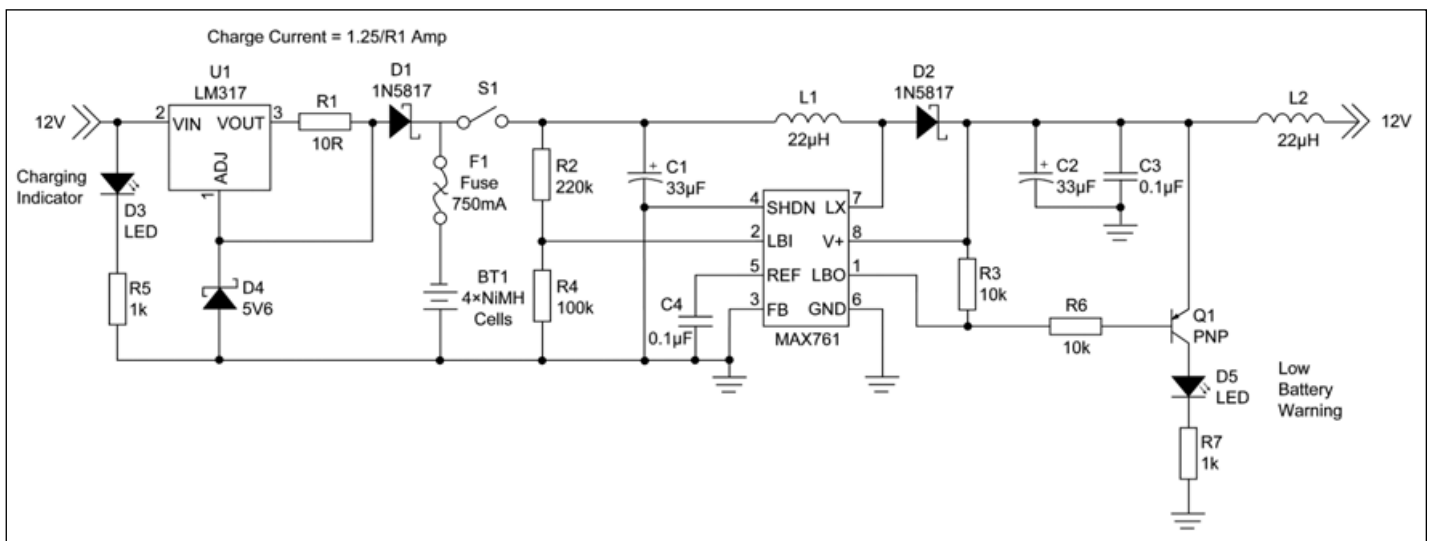 Charge Current = 1.25/R1 Amp
U1
LM317
12V
2
VIN
VOUT
3
ADJ
1
R1
10R
D1
1N5817
S1
L1
22µH
D2
1N5817
L2
22µH
12V
Charging
Indicator
D3
LED
R5
1k
D4
5V6
F1
Fuse
750mA
BT1
4×NiMH
Cells
R2
220k
R4
100k
+
C1
33µF
C4
0.1µF
4
SHDN
LX
7
2
LBI
V+
8
5
REF
LBO
1
3
FB
GND
6
MAX761
R3
10k
+
C2
33µF
C3
0.1µF
R6
10k
Q1
PNP
D5
LED
Low
Battery
Warning
R7
1k